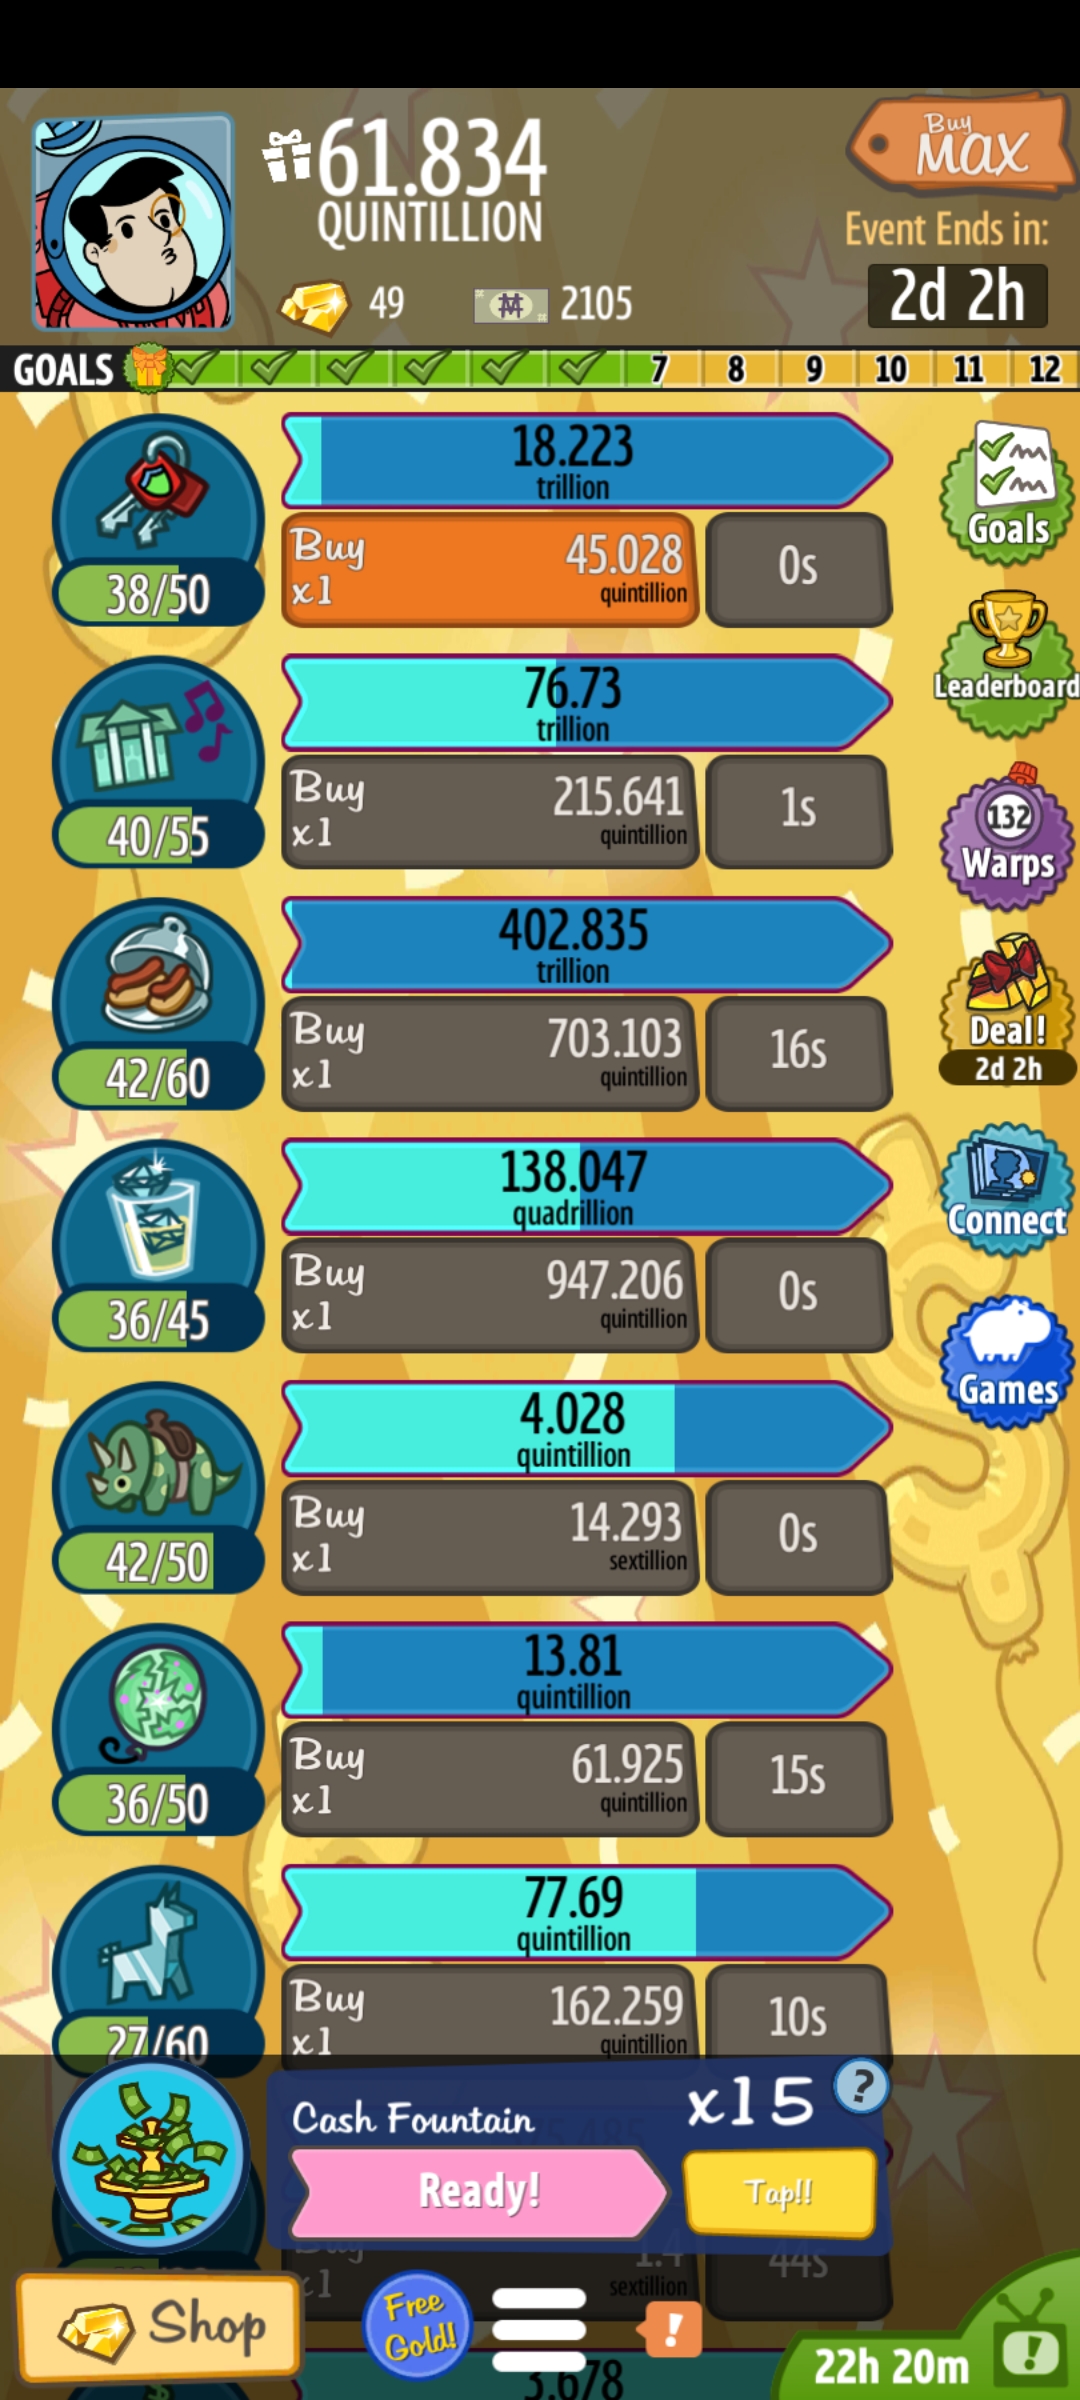 61.834
QUINTILLION
49
2105
Buy
MAX
Event Ends in:
2d 2h
GOALS
7 8 9 10 11 12
18.223
trillion
Buy
x1
45.028
quintillion
0s
38/50
Goals
Leaderboard
76.73
trillion
Buy
x1
215.641
quintillion
1s
40/55
132
Warps
402.835
trillion
Buy
x1
703.103
quintillion
16s
42/60
Deal!
2d 2h
138.047
quadrillion
Buy
x1
947.206
quintillion
0s
36/45
Connect
Games
4.028
quintillion
Buy
x1
14.293
sextillion
0s
42/50
13.81
quintillion
Buy
x1
61.925
quintillion
15s
36/50
77.69
quintillion
Buy
x1
162.259
quintillion
10s
27/60
Cash Fountain
x15
?
Ready!
Tap!!
Buy
x1
1.4
sextillion
44s
Shop
Free
Gold!
!
3.678
22h 20m
!